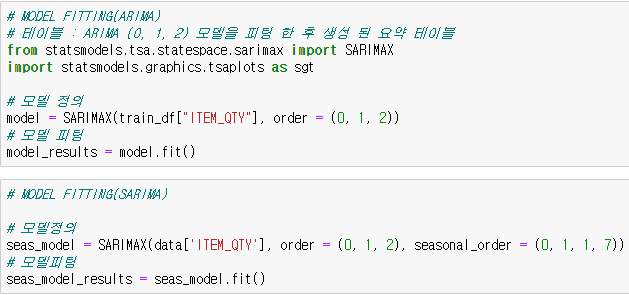 # MODEL FITTING(ARIMA)
# 테이블 : ARIMA (0, 1, 2) 모델을 피팅 한 후 생성 된 요약 테이블
from statsmodels.tsa.statespace.sarimax import SARIMAX
import statsmodels.graphics.tsaplots as sgt
# 모델 정의
model = SARIMAX(train_df["ITEM_QTY"], order = (0, 1, 2))
# 모델 피팅
model_results = model.fit()
# MODEL FITTING(SARIMA)
# 모델정의
seas_model = SARIMAX(data['ITEM_QTY'], order = (0, 1, 2), seasonal_order = (0, 1, 1, 7))
# 모델피팅
seas_model_results = seas_model.fit()